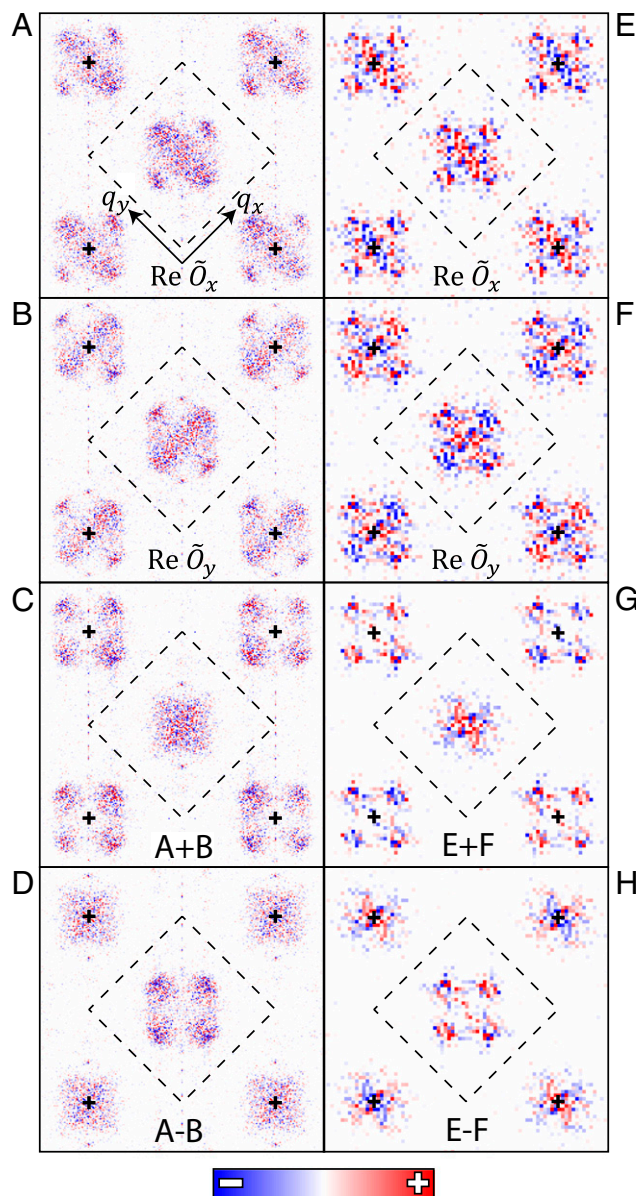 A
E
q_y
q_x
Re Õ_x
Re Õ_x
B
F
Re Õ_y
Re Õ_y
C
G
A+B
E+F
D
H
A-B
E-F
− +